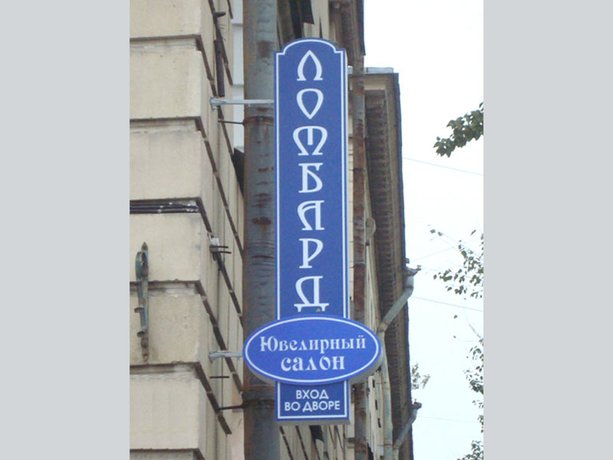 ЛОМБАРД
Ювелирный
салон
ВХОД
ВО ДВОРЕ